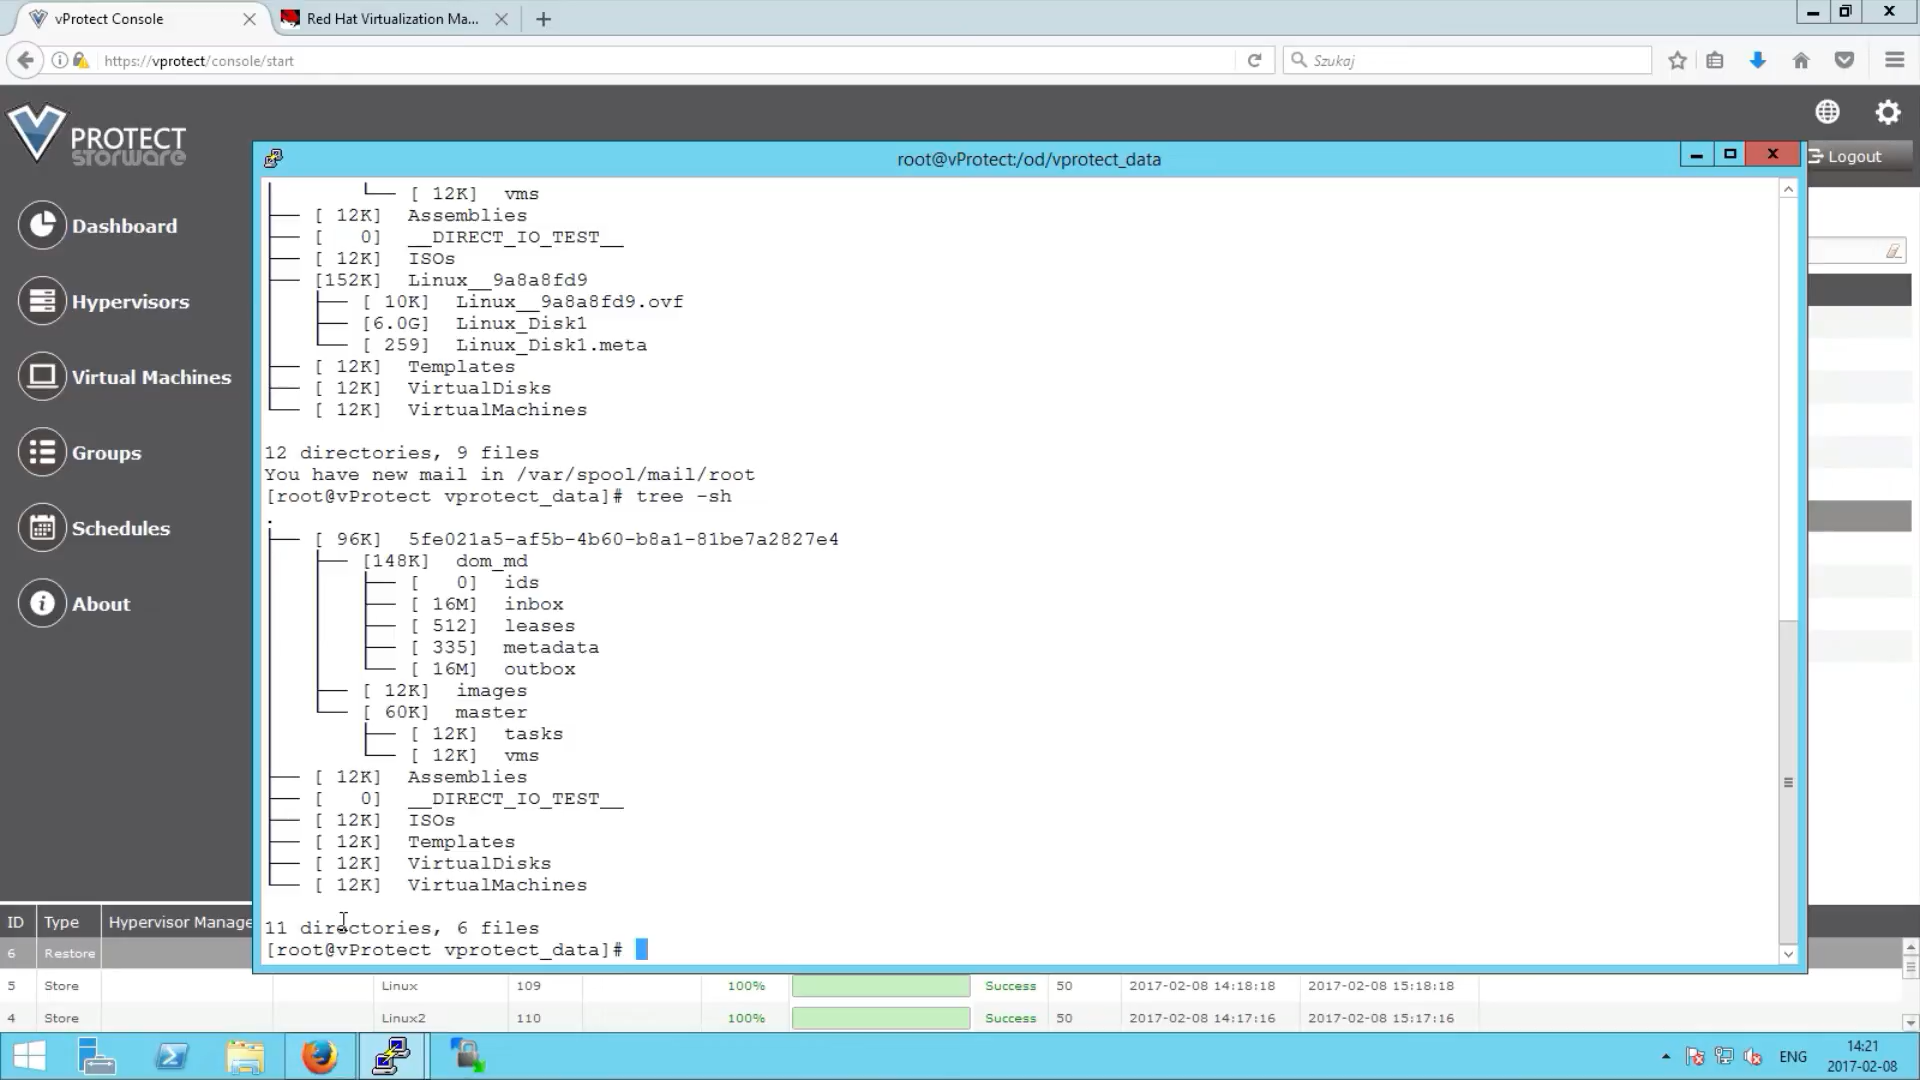 vProtect Console
Red Hat Virtualization Ma...
https://vprotect/console/start
Szukaj
PROTECT
storware
Logout
Dashboard
Hypervisors
Virtual Machines
Groups
Schedules
About
root@vProtect:/od/vprotect_data
│       └── [ 12K]  vms
├── [ 12K]  Assemblies
├── [   0]  __DIRECT_IO_TEST__
├── [ 12K]  ISOs
├── [152K]  Linux__9a8a8fd9
│   ├── [ 10K]  Linux__9a8a8fd9.ovf
│   ├── [6.0G]  Linux_Disk1
│   └── [ 259]  Linux_Disk1.meta
├── [ 12K]  Templates
├── [ 12K]  VirtualDisks
└── [ 12K]  VirtualMachines
12 directories, 9 files
You have new mail in /var/spool/mail/root
[root@vProtect vprotect_data]# tree -sh
.
├── [ 96K]  5fe021a5-af5b-4b60-b8a1-81be7a2827e4
│   ├── [148K]  dom_md
│   │   ├── [   0]  ids
│   │   ├── [ 16M]  inbox
│   │   ├── [ 512]  leases
│   │   ├── [ 335]  metadata
│   │   └── [ 16M]  outbox
│   ├── [ 12K]  images
│   └── [ 60K]  master
│       ├── [ 12K]  tasks
│       └── [ 12K]  vms
├── [ 12K]  Assemblies
├── [   0]  __DIRECT_IO_TEST__
├── [ 12K]  ISOs
├── [ 12K]  Templates
├── [ 12K]  VirtualDisks
└── [ 12K]  VirtualMachines
11 directories, 6 files
[root@vProtect vprotect_data]#
ID Type Hypervisor Manage
6 Restore
5 Store Linux 109 100% Success 50 2017-02-08 14:18:18 2017-02-08 15:18:18
4 Store Linux2 110 100% Success 50 2017-02-08 14:17:16 2017-02-08 15:17:16
ENG
14:21
2017-02-08